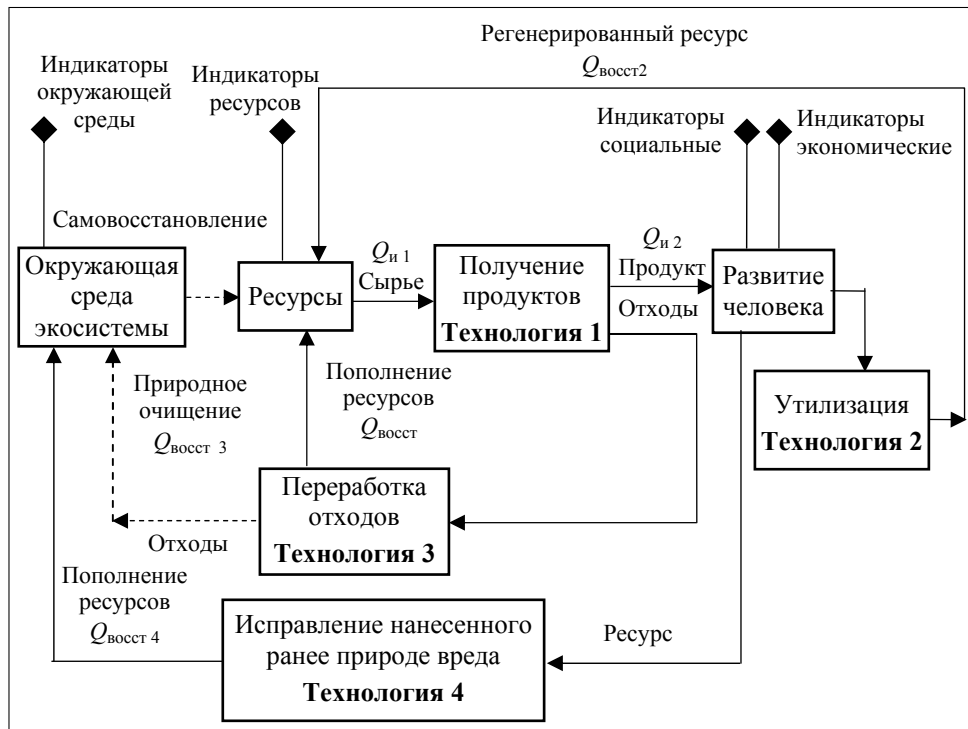 Регенерированный ресурс
Qвосст2
Индикаторы
окружающей
среды
Индикаторы
ресурсов
Индикаторы
социальные
Индикаторы
экономические
Самовосстановление
Окружающая
среда
экосистемы
Ресурсы
Qи 1
Сырье
Получение
продуктов
Технология 1
Qи 2
Продукт
Отходы
Развитие
человека
Природное
очищение
Qвосст 3
Пополнение
ресурсов
Qвосст
Утилизация
Технология 2
Переработка
отходов
Технология 3
Отходы
Пополнение
ресурсов
Qвосст 4
Исправление нанесенного
ранее природе вреда
Технология 4
Ресурс